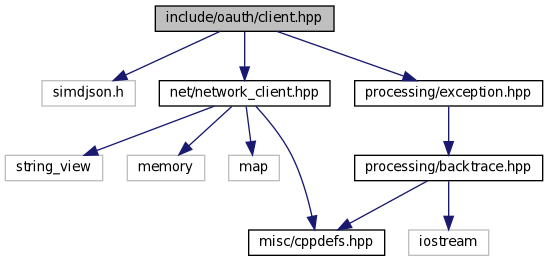 include/oauth/client.hpp
simdjson.h
net/network_client.hpp
processing/exception.hpp
string_view
memory
map
processing/backtrace.hpp
misc/cppdefs.hpp
iostream